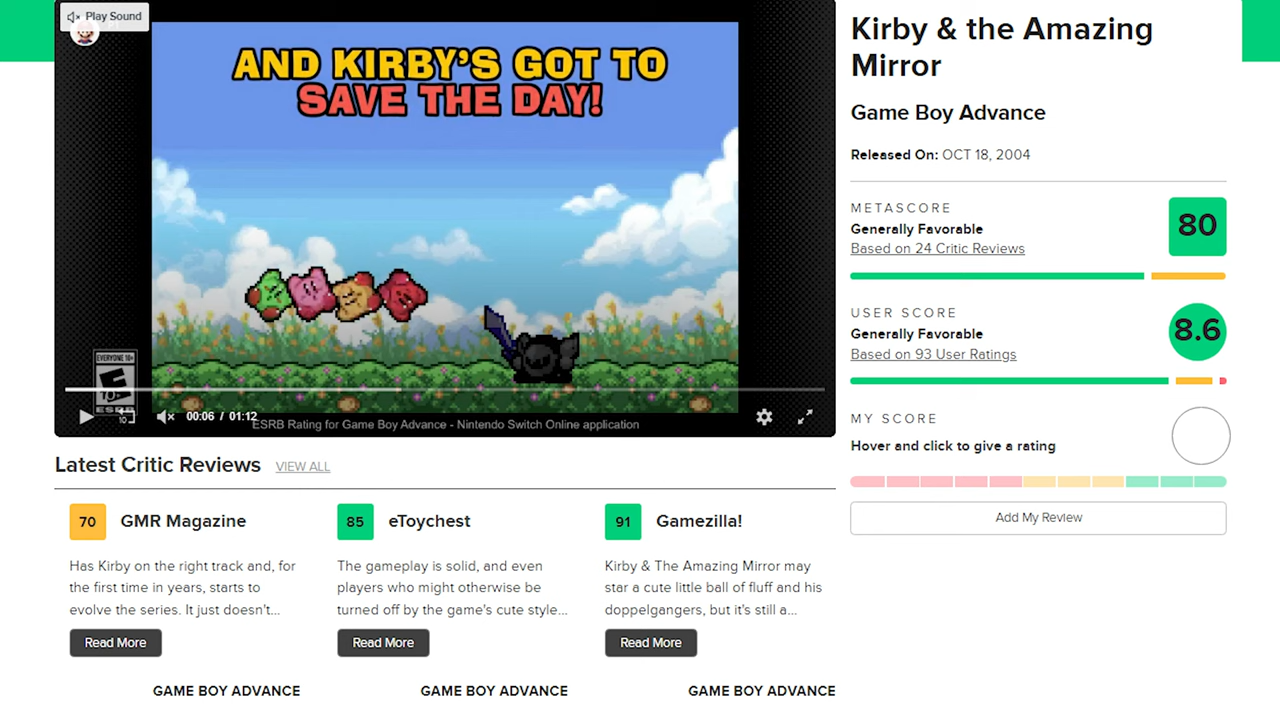 Play Sound
AND KIRBY'S GOT TO
SAVE THE DAY!
EVERYONE 10+
E
10+
ESRB
10
00:06 / 01:12
ESRB Rating for Game Boy Advance - Nintendo Switch Online application
Kirby & the Amazing
Mirror
Game Boy Advance
Released On: OCT 18, 2004
METASCORE
Generally Favorable
Based on 24 Critic Reviews
80
USER SCORE
Generally Favorable
Based on 93 User Ratings
8.6
MY SCORE
Hover and click to give a rating
Add My Review
Latest Critic Reviews VIEW ALL
70 GMR Magazine
Has Kirby on the right track and, for
the first time in years, starts to
evolve the series. It just doesn't...
Read More
GAME BOY ADVANCE
85 eToychest
The gameplay is solid, and even
players who might otherwise be
turned off by the game's cute style...
Read More
GAME BOY ADVANCE
91 Gamezilla!
Kirby & The Amazing Mirror may
star a cute little ball of fluff and his
doppelgangers, but it's still a...
Read More
GAME BOY ADVANCE